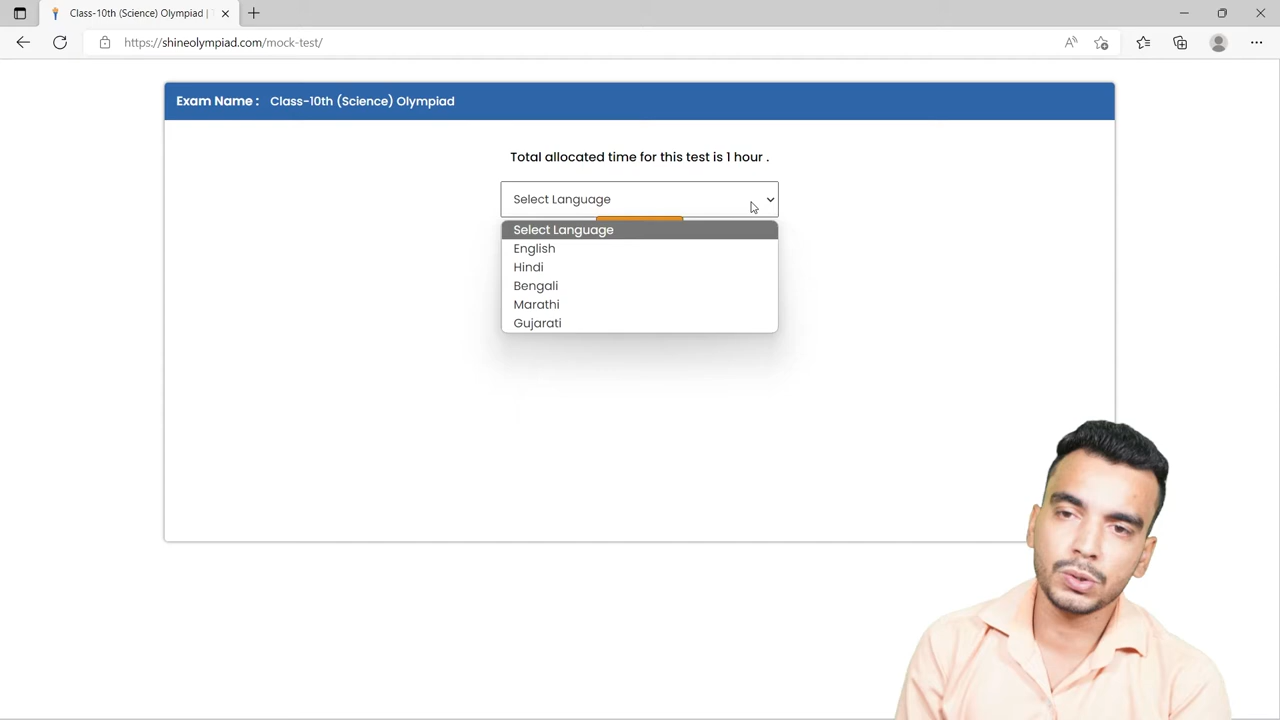 Class-10th (Science) Olympiad |
https://shineolympiad.com/mock-test/
Exam Name : Class-10th (Science) Olympiad
Total allocated time for this test is 1 hour .
Select Language
Select Language
English
Hindi
Bengali
Marathi
Gujarati